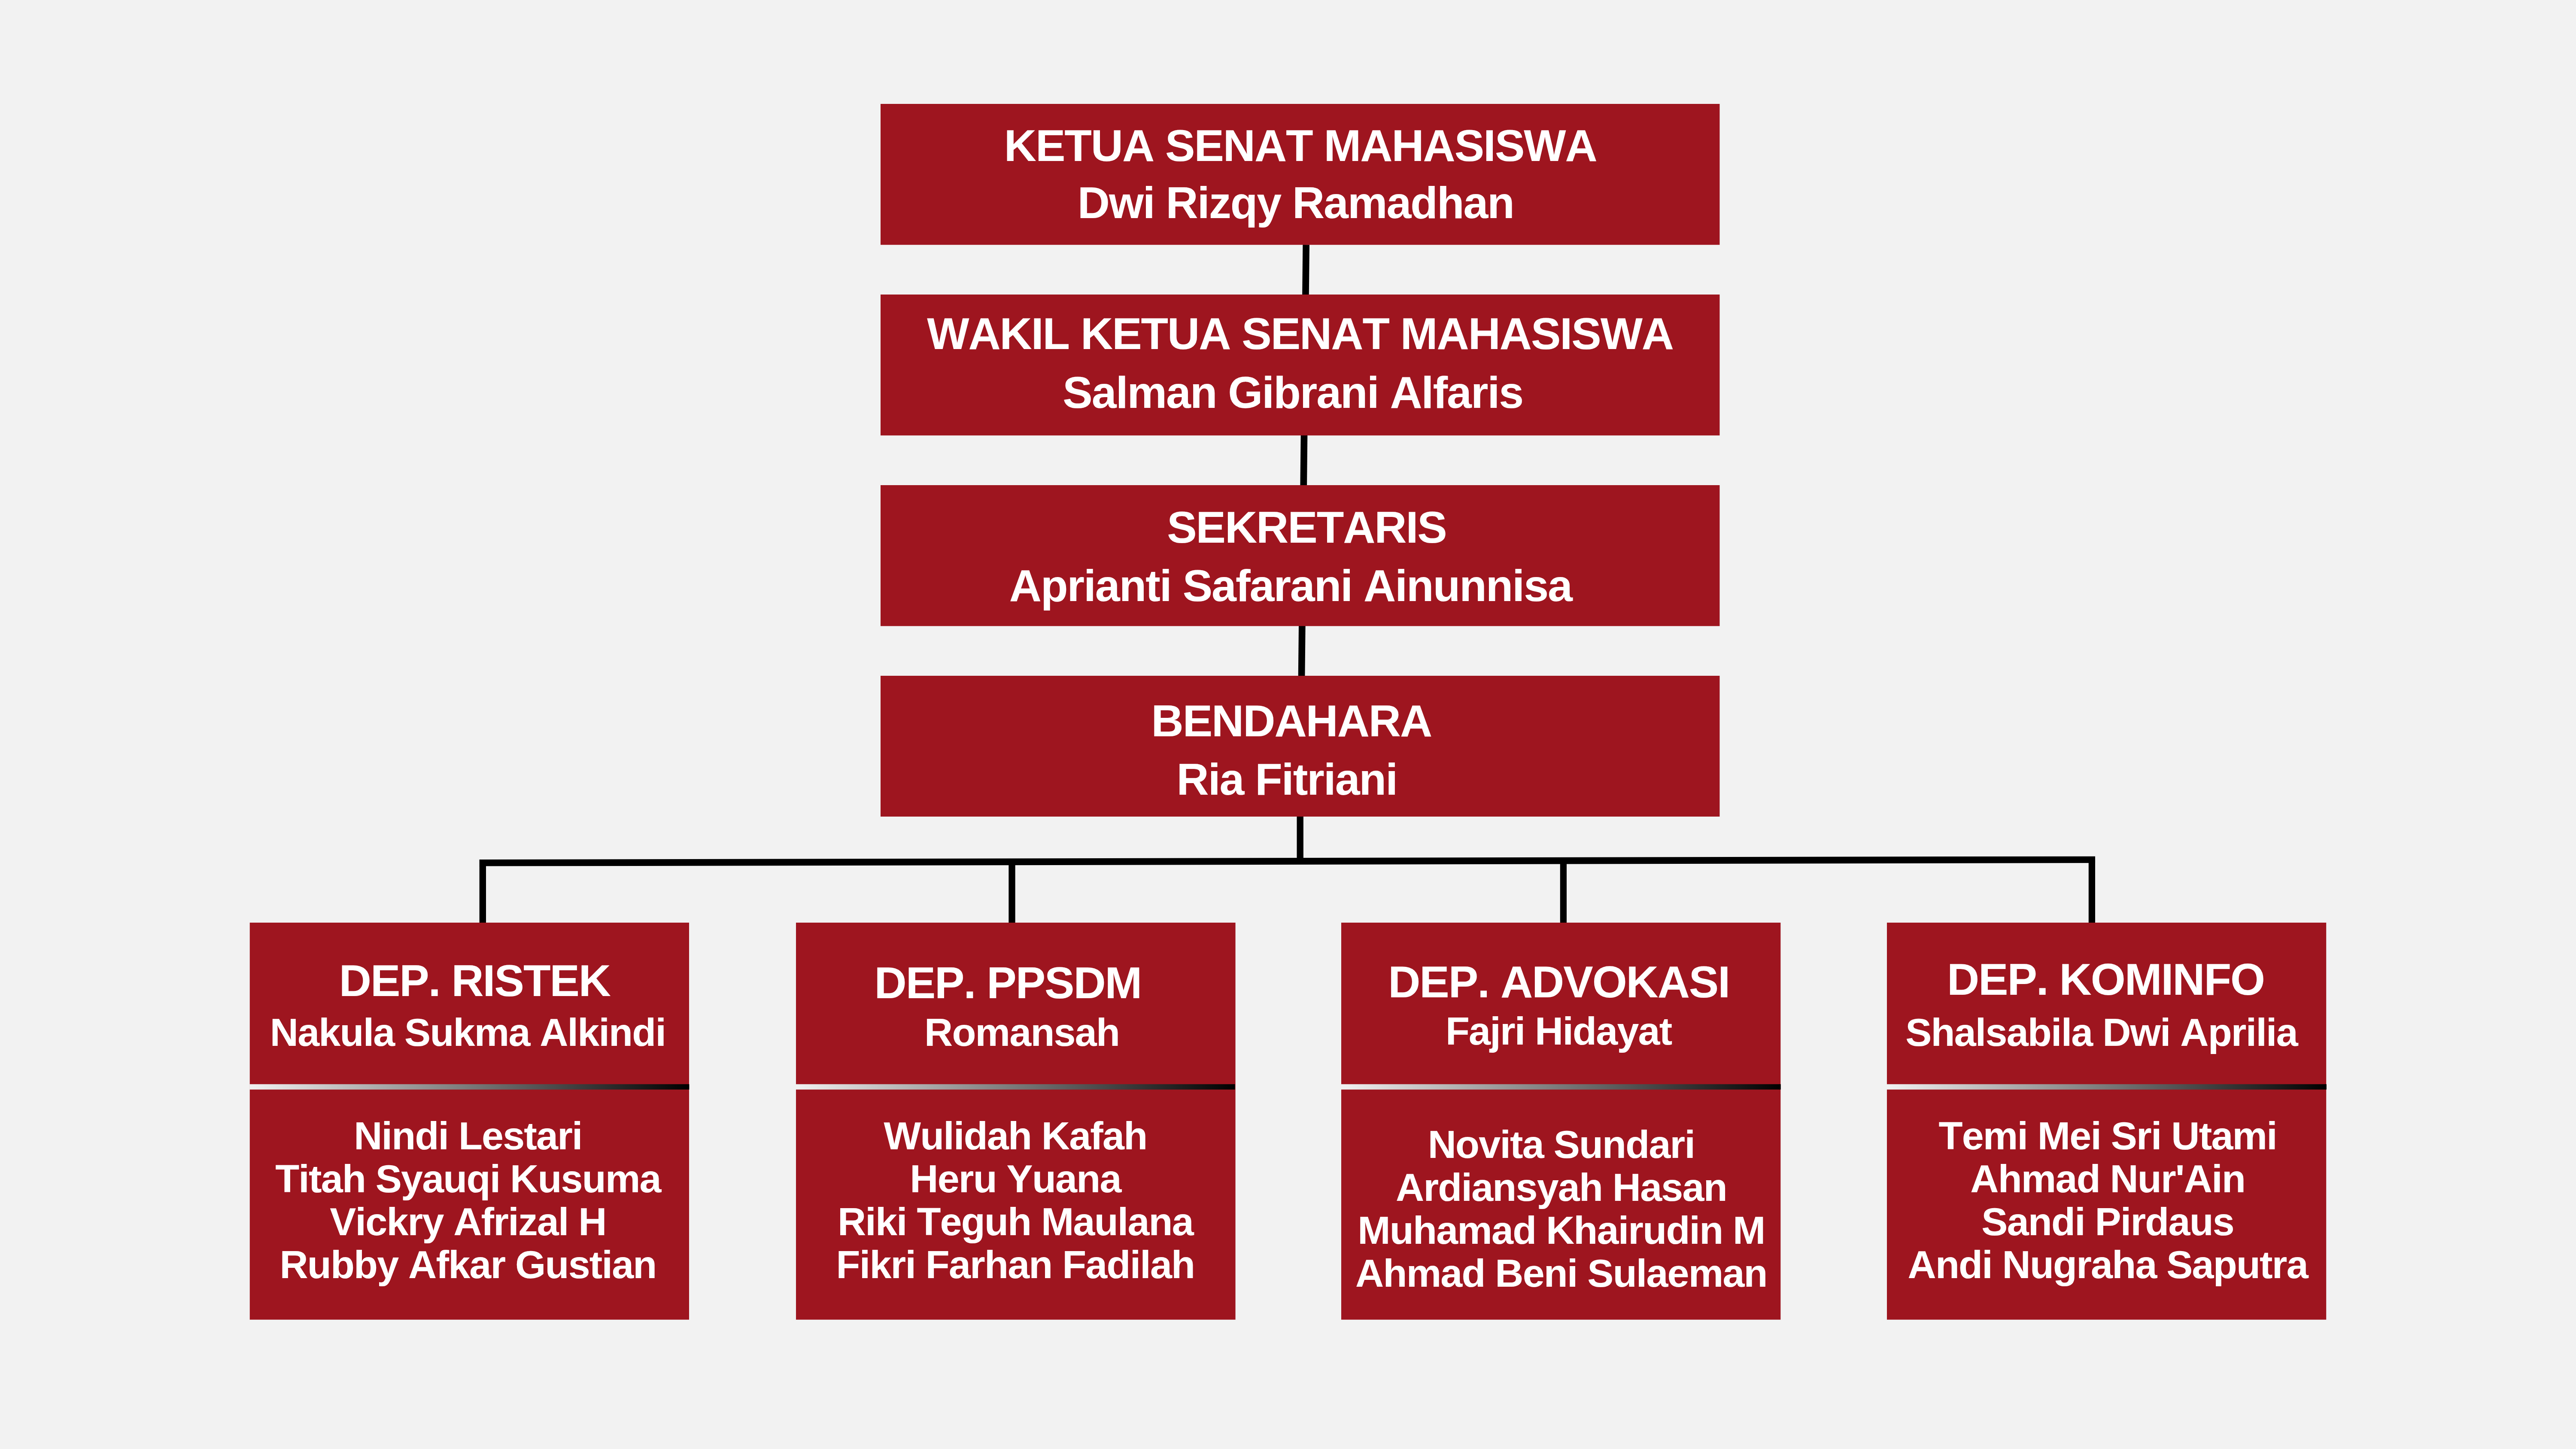 KETUA SENAT MAHASISWA
Dwi Rizqy Ramadhan
WAKIL KETUA SENAT MAHASISWA
Salman Gibrani Alfaris
SEKRETARIS
Aprianti Safarani Ainunnisa
BENDAHARA
Ria Fitriani
DEP. RISTEK
Nakula Sukma Alkindi
Nindi Lestari
Titah Syauqi Kusuma
Vickry Afrizal H
Rubby Afkar Gustian
DEP. PPSDM
Romansah
Wulidah Kafah
Heru Yuana
Riki Teguh Maulana
Fikri Farhan Fadilah
DEP. ADVOKASI
Fajri Hidayat
Novita Sundari
Ardiansyah Hasan
Muhamad Khairudin M
Ahmad Beni Sulaeman
DEP. KOMINFO
Shalsabila Dwi Aprilia
Temi Mei Sri Utami
Ahmad Nur'Ain
Sandi Pirdaus
Andi Nugraha Saputra